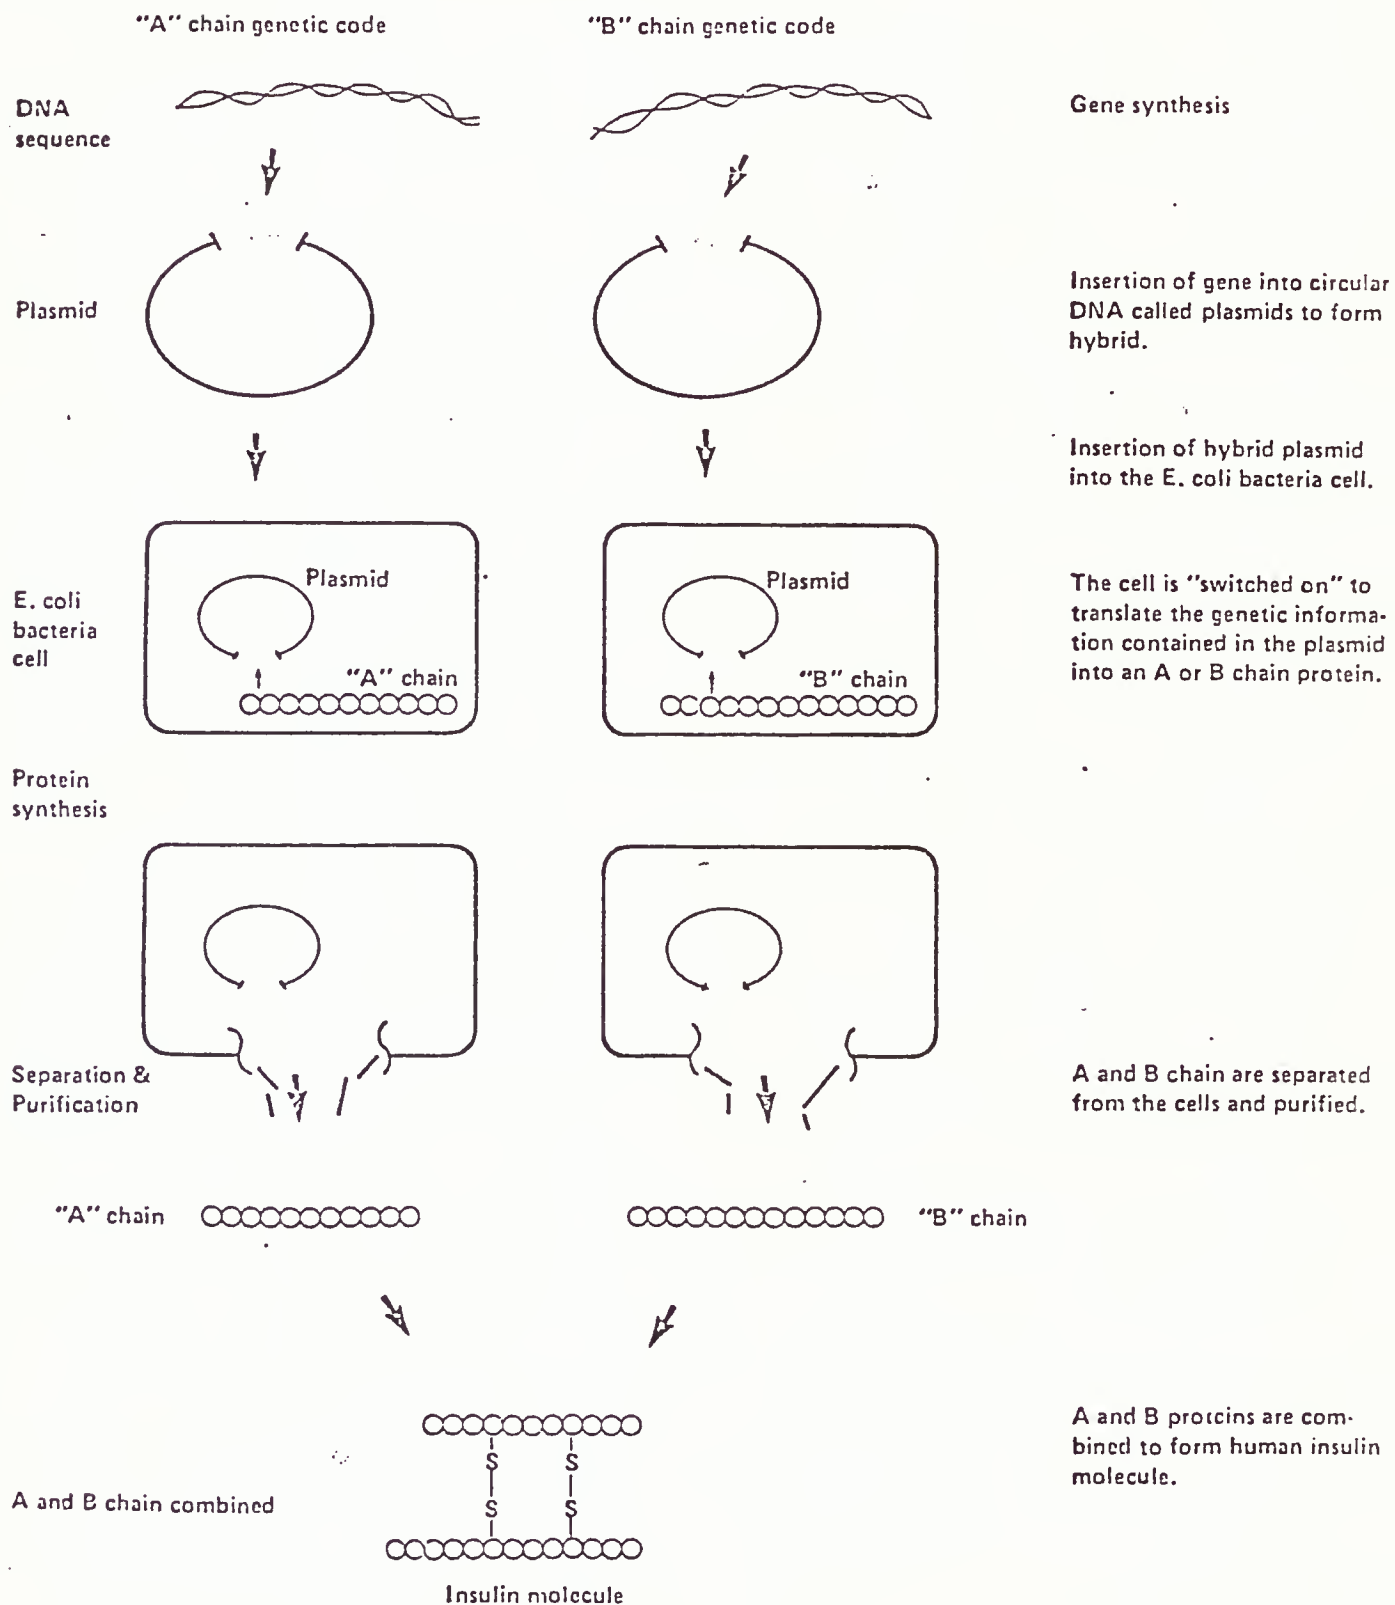 "A" chain genetic code
"B" chain genetic code
DNA
sequence
Gene synthesis
Plasmid
Insertion of gene into circular
DNA called plasmids to form
hybrid.
Insertion of hybrid plasmid
into the E. coli bacteria cell.
E. coli
bacteria
cell
Plasmid
"A" chain
Plasmid
"B" chain
The cell is "switched on" to
translate the genetic informa-
tion contained in the plasmid
into an A or B chain protein.
Protein
synthesis
Separation &
Purification
A and B chain are separated
from the cells and purified.
"A" chain
"B" chain
A and B chain combined
S
S
S
S
A and B proteins are com-
bined to form human insulin
molecule.
Insulin molecule